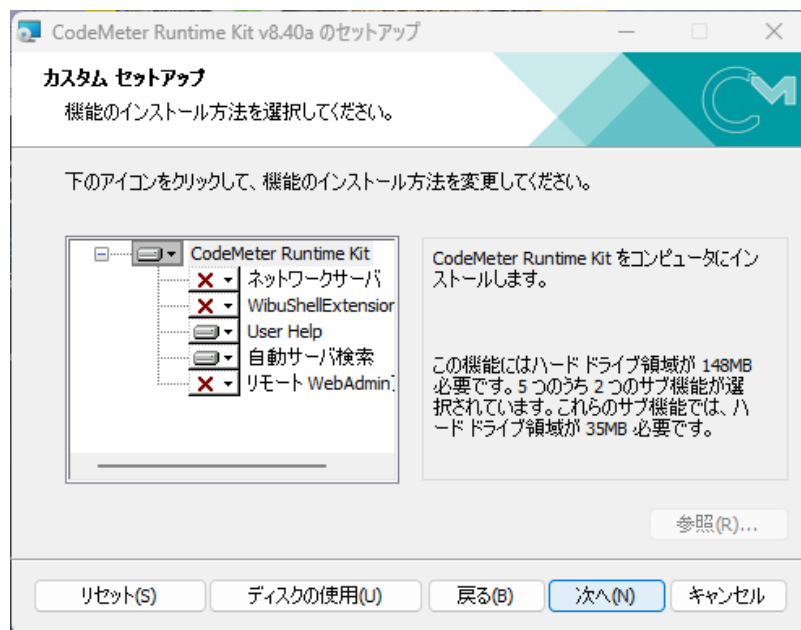 CodeMeter Runtime Kit v8.40a のセットアップ
カスタム セットアップ
機能のインストール方法を選択してください。
下のアイコンをクリックして、機能のインストール方法を変更してください。
CodeMeter Runtime Kit
ネットワークサーバ
WibuShellExtension
User Help
自動サーバ検索
リモート WebAdmin
CodeMeter Runtime Kit をコンピュータにイン
ストールします。
この機能にはハード ドライブ領域が 148MB
必要です。5 つのうち 2 つのサブ機能が選
択されています。これらのサブ機能では、ハ
ード ドライブ領域が 35MB 必要です。
参照(R)...
リセット(S)
ディスクの使用(U)
戻る(B)
次へ(N)
キャンセル